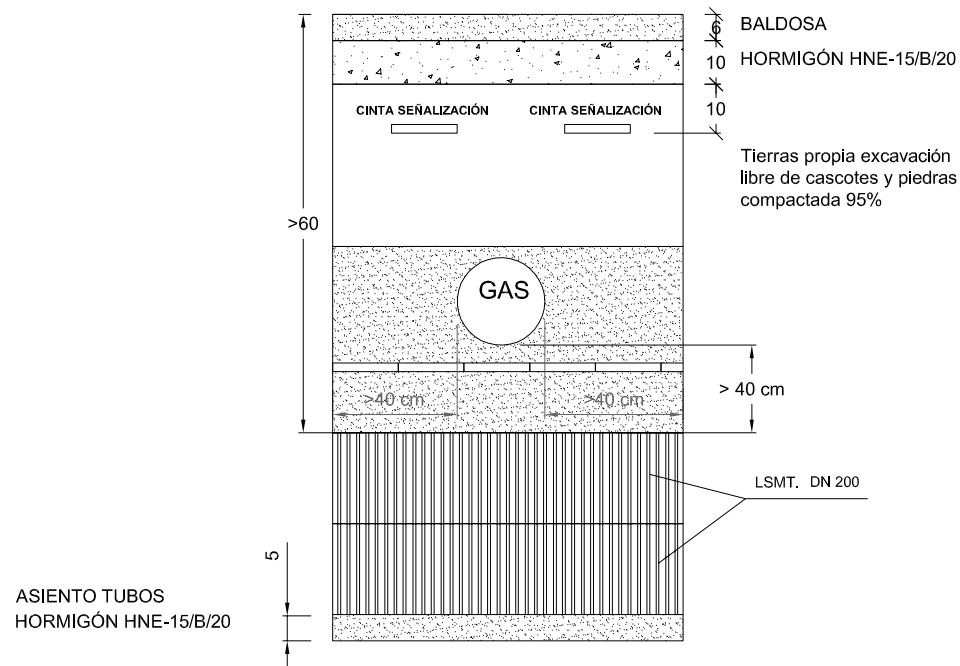 6
BALDOSA
10
HORMIGÓN HNE-15/B/20
10
CINTA SEÑALIZACIÓN
CINTA SEÑALIZACIÓN
Tierras propia excavación
libre de cascotes y piedras
compactada 95%
>60
GAS
>40 cm
>40 cm
> 40 cm
LSMT. DN 200
5
ASIENTO TUBOS
HORMIGÓN HNE-15/B/20